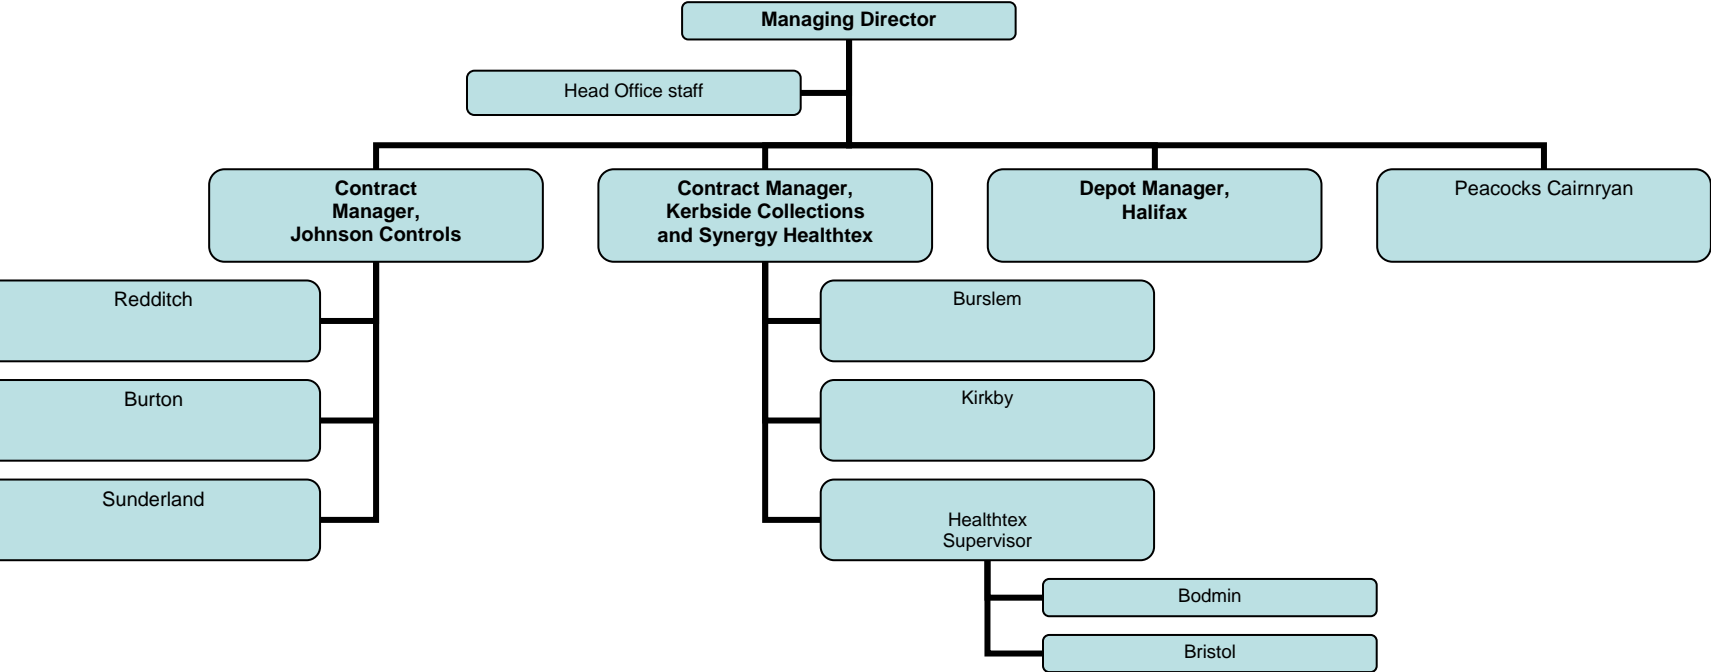 Managing Director
Head Office staff
Contract
Manager,
Johnson Controls
Contract Manager,
Kerbside Collections
and Synergy Healthtex
Depot Manager,
Halifax
Peacocks Cairnryan
Redditch
Burslem
Burton
Kirkby
Sunderland
Healthtex
Supervisor
Bodmin
Bristol